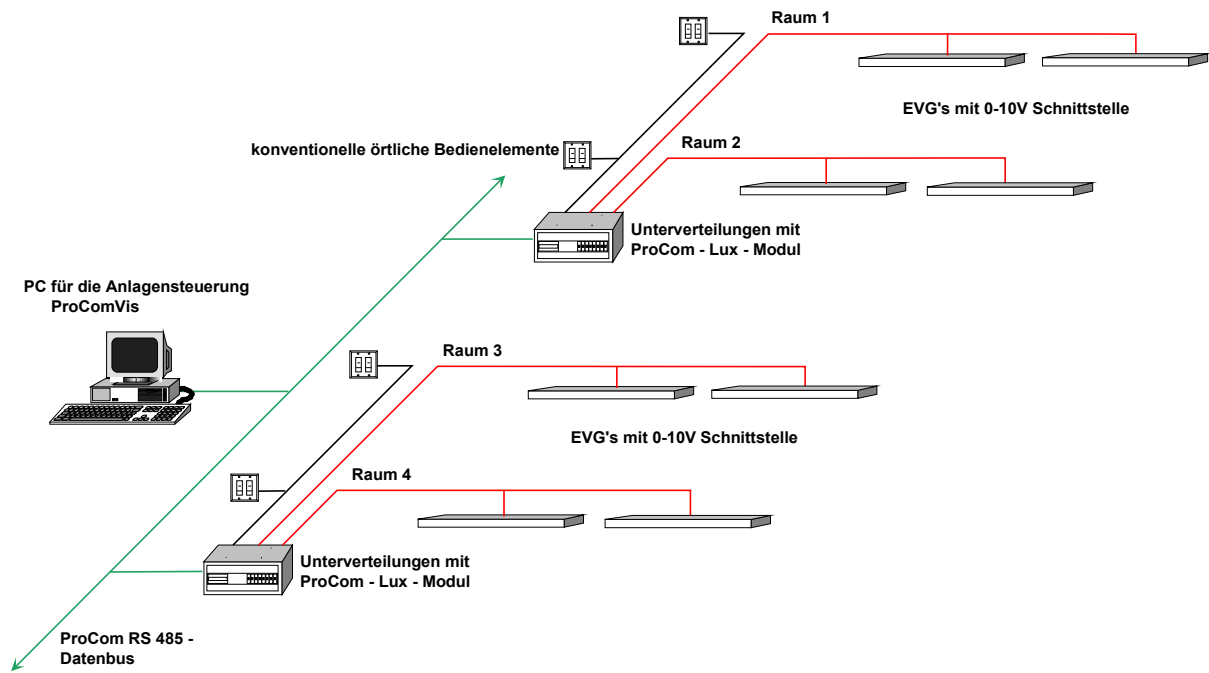 Raum 1
EVG's mit 0-10V Schnittstelle
konventionelle örtliche Bedienelemente
Raum 2
Unterverteilungen mit
ProCom - Lux - Modul
PC für die Anlagensteuerung
ProComVis
Raum 3
EVG's mit 0-10V Schnittstelle
Raum 4
Unterverteilungen mit
ProCom - Lux - Modul
ProCom RS 485 -
Datenbus